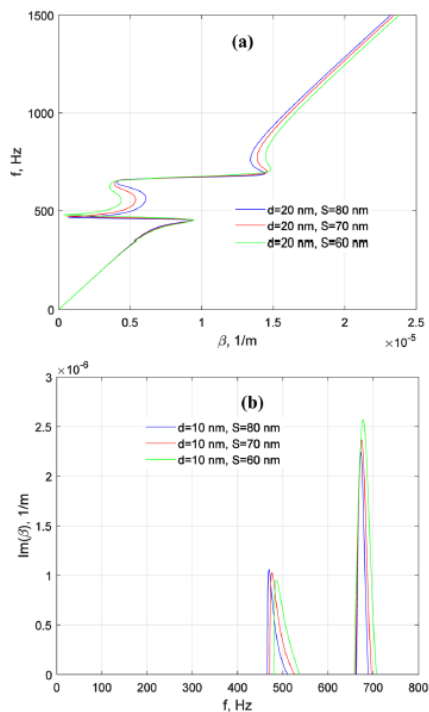 1500
(a)
1000
f, Hz
500
d=20 nm, S=80 nm
d=20 nm, S=70 nm
d=20 nm, S=60 nm
0
0 0.5 1 1.5 2 2.5
β, 1/m
×10⁻⁵
×10⁻⁶
3
(b)
d=10 nm, S=80 nm
2.5
d=10 nm, S=70 nm
d=10 nm, S=60 nm
2
Im(β), 1/m
1.5
1
0.5
0
0 100 200 300 400 500 600 700 800
f, Hz